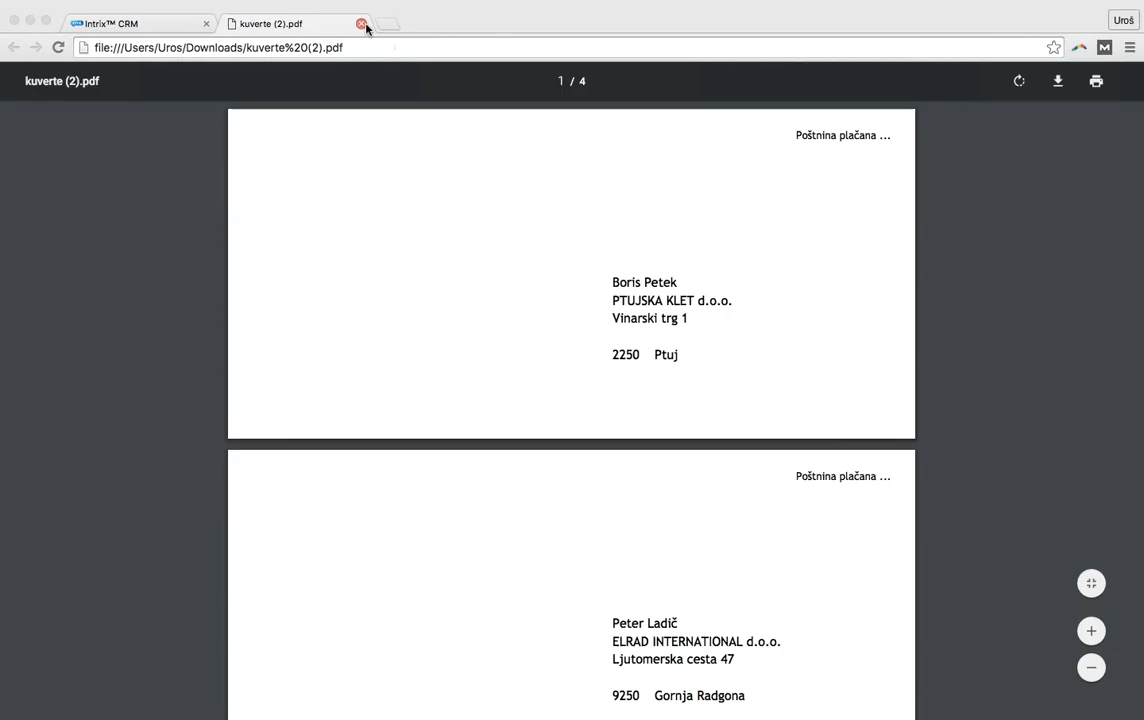 Intrix™ CRM
kuverte (2).pdf
Uroš
file:///Users/Uros/Downloads/kuverte%20(2).pdf
M
kuverte (2).pdf
1 / 4
Poštnina plačana ...
Boris Petek
PTUJSKA KLET d.o.o.
Vinarski trg 1
2250 Ptuj
Poštnina plačana ...
Peter Ladič
ELRAD INTERNATIONAL d.o.o.
Ljutomerska cesta 47
9250 Gornja Radgona